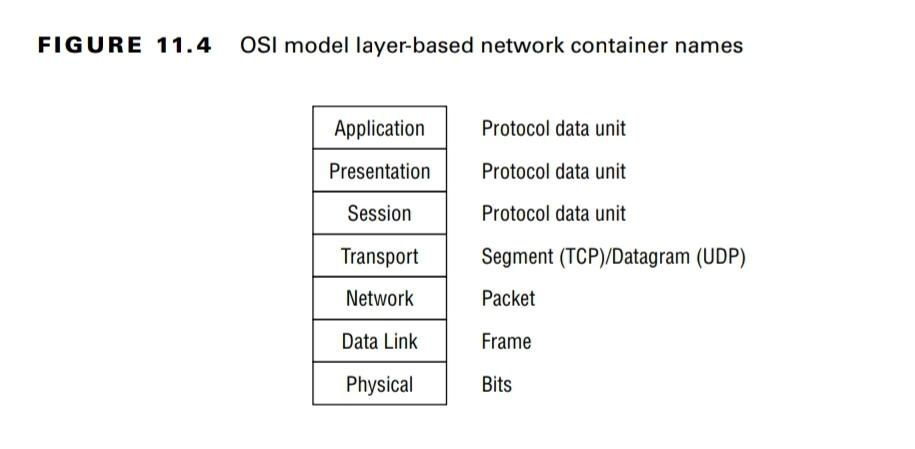 FIGURE 11.4 OSI model layer-based network container names
Application Protocol data unit
Presentation Protocol data unit
Session Protocol data unit
Transport Segment (TCP)/Datagram (UDP)
Network Packet
Data Link Frame
Physical Bits